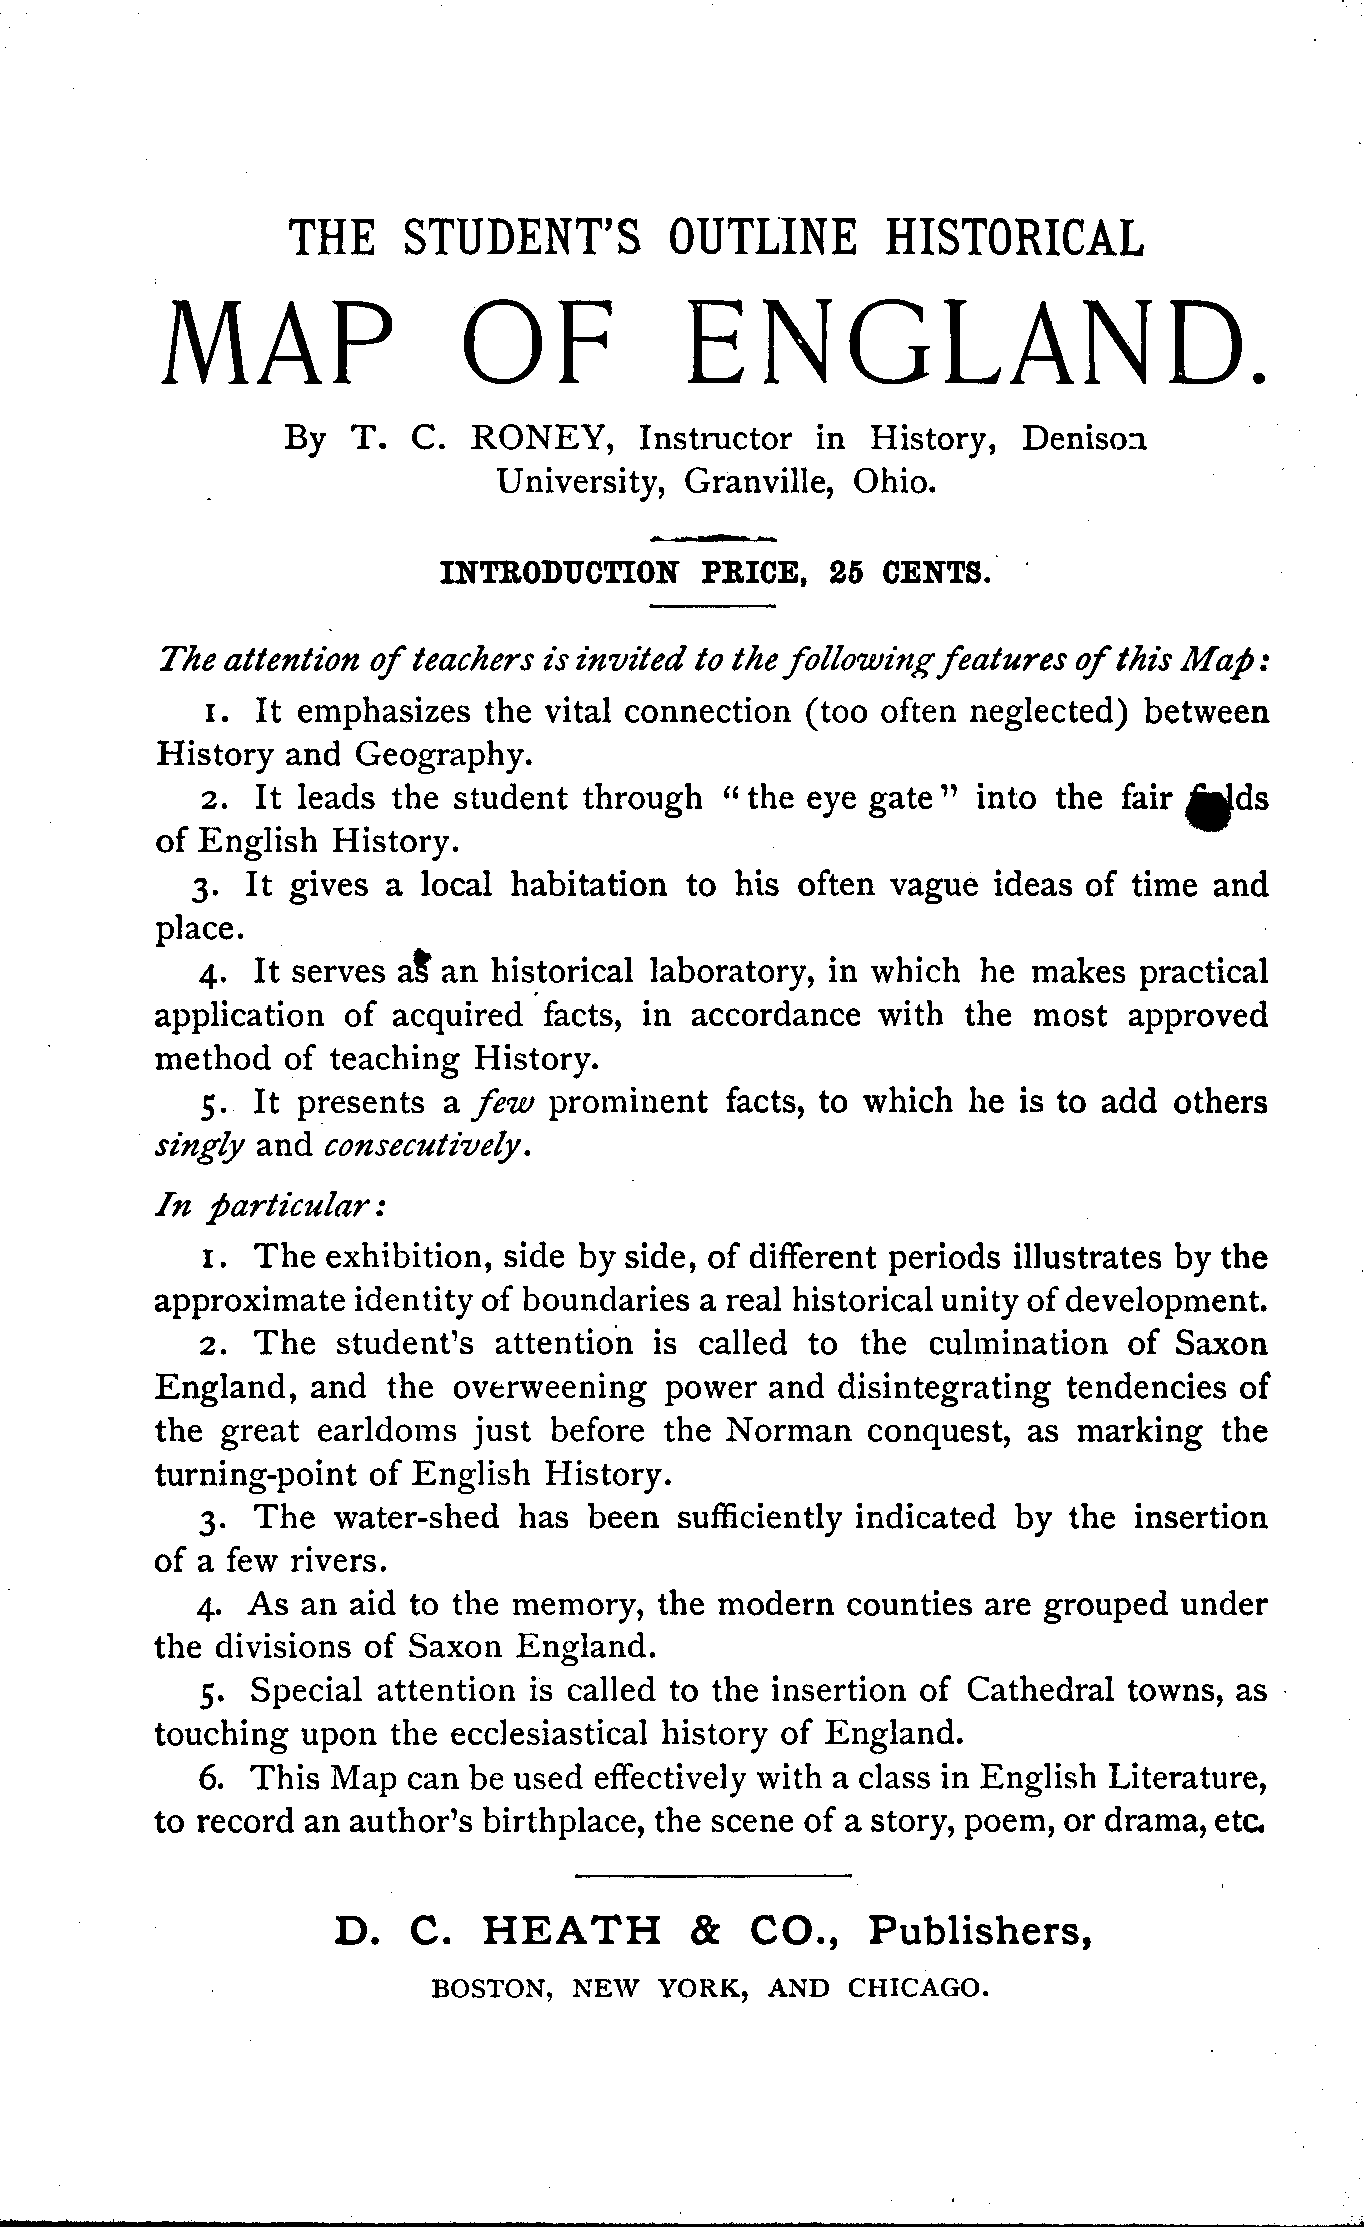 THE STUDENT'S OUTLINE HISTORICAL
MAP OF ENGLAND.
By T. C. RONEY, Instructor in History, Denison
University, Granville, Ohio.
INTRODUCTION PRICE, 25 CENTS.
The attention of teachers is invited to the following features of this Map:
1. It emphasizes the vital connection (too often neglected) between
History and Geography.
2. It leads the student through "the eye gate" into the fair fields
of English History.
3. It gives a local habitation to his often vague ideas of time and
place.
4. It serves as an historical laboratory, in which he makes practical
application of acquired facts, in accordance with the most approved
method of teaching History.
5. It presents a few prominent facts, to which he is to add others
singly and consecutively.
In particular:
1. The exhibition, side by side, of different periods illustrates by the
approximate identity of boundaries a real historical unity of development.
2. The student's attention is called to the culmination of Saxon
England, and the overweening power and disintegrating tendencies of
the great earldoms just before the Norman conquest, as marking the
turning-point of English History.
3. The water-shed has been sufficiently indicated by the insertion
of a few rivers.
4. As an aid to the memory, the modern counties are grouped under
the divisions of Saxon England.
5. Special attention is called to the insertion of Cathedral towns, as
touching upon the ecclesiastical history of England.
6. This Map can be used effectively with a class in English Literature,
to record an author's birthplace, the scene of a story, poem, or drama, etc.
D. C. HEATH & CO., Publishers,
BOSTON, NEW YORK, AND CHICAGO.